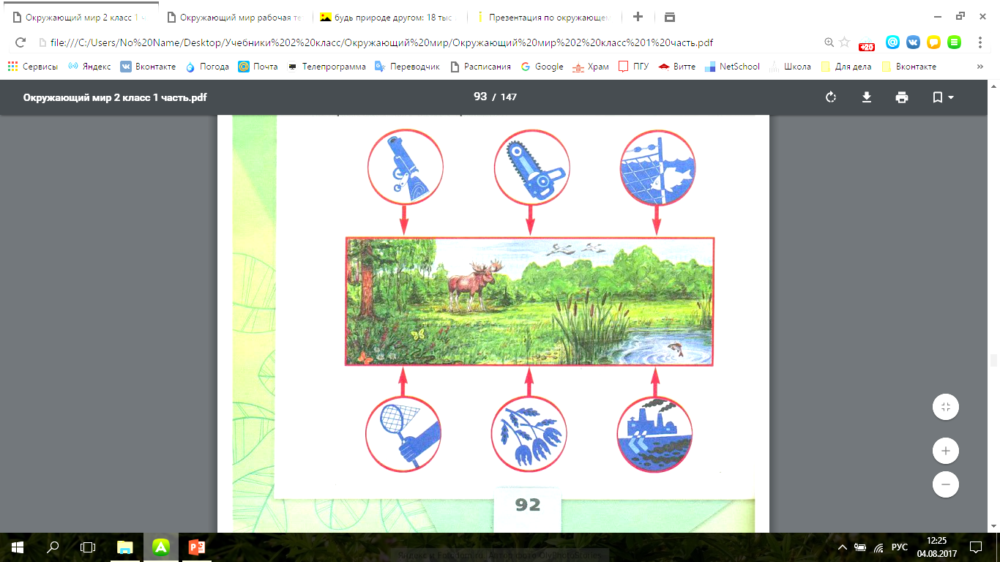 Окружающий мир 2 класс 1
Окружающий мир рабочая те
будь природе другом: 18 тыс
Презентация по окружающем
file:///C:/Users/No%20Name/Desktop/Учебники%202%20класс/Окружающий%20мир/Окружающий%20мир%202%20класс%201%20часть.pdf
+20
Сервисы Яндекс Вконтакте Погода Почта Телепрограмма Переводчик Расписания Google Храм ПГУ Витте NetSchool Школа Для дела Вконтакте »
Окружающий мир 2 класс 1 часть.pdf 93 / 147
92
РУС
12:25
04.08.2017